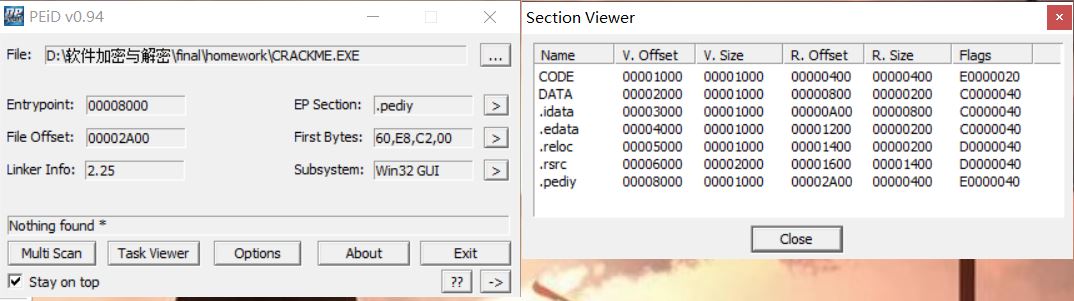 PEiD v0.94
File: D:\软件加密与解密\final\homework\CRACKME.EXE ...
Entrypoint: 00008000 EP Section: .pediy >
File Offset: 00002A00 First Bytes: 60,E8,C2,00 >
Linker Info: 2.25 Subsystem: Win32 GUI >
Nothing found *
Multi Scan Task Viewer Options About Exit
Stay on top ?? ->
Section Viewer
Name V. Offset V. Size R. Offset R. Size Flags
CODE 00001000 00001000 00000400 00000400 E0000020
DATA 00002000 00001000 00000800 00000200 C0000040
.idata 00003000 00001000 00000A00 00000800 C0000040
.edata 00004000 00001000 00001200 00000200 C0000040
.reloc 00005000 00001000 00001400 00000200 D0000040
.rsrc 00006000 00002000 00001600 00001400 D0000040
.pediy 00008000 00001000 00002A00 00000400 E0000040
Close